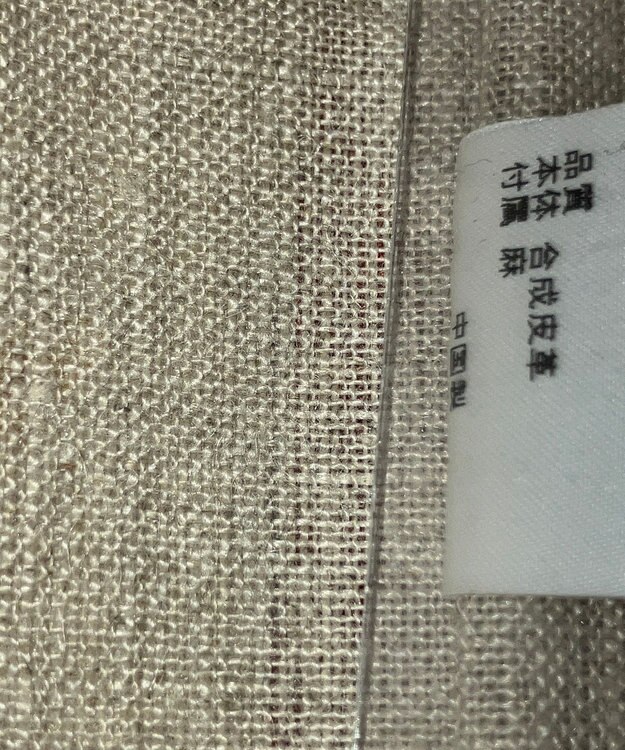 品質
本体 合成皮革
付属 麻
中国製